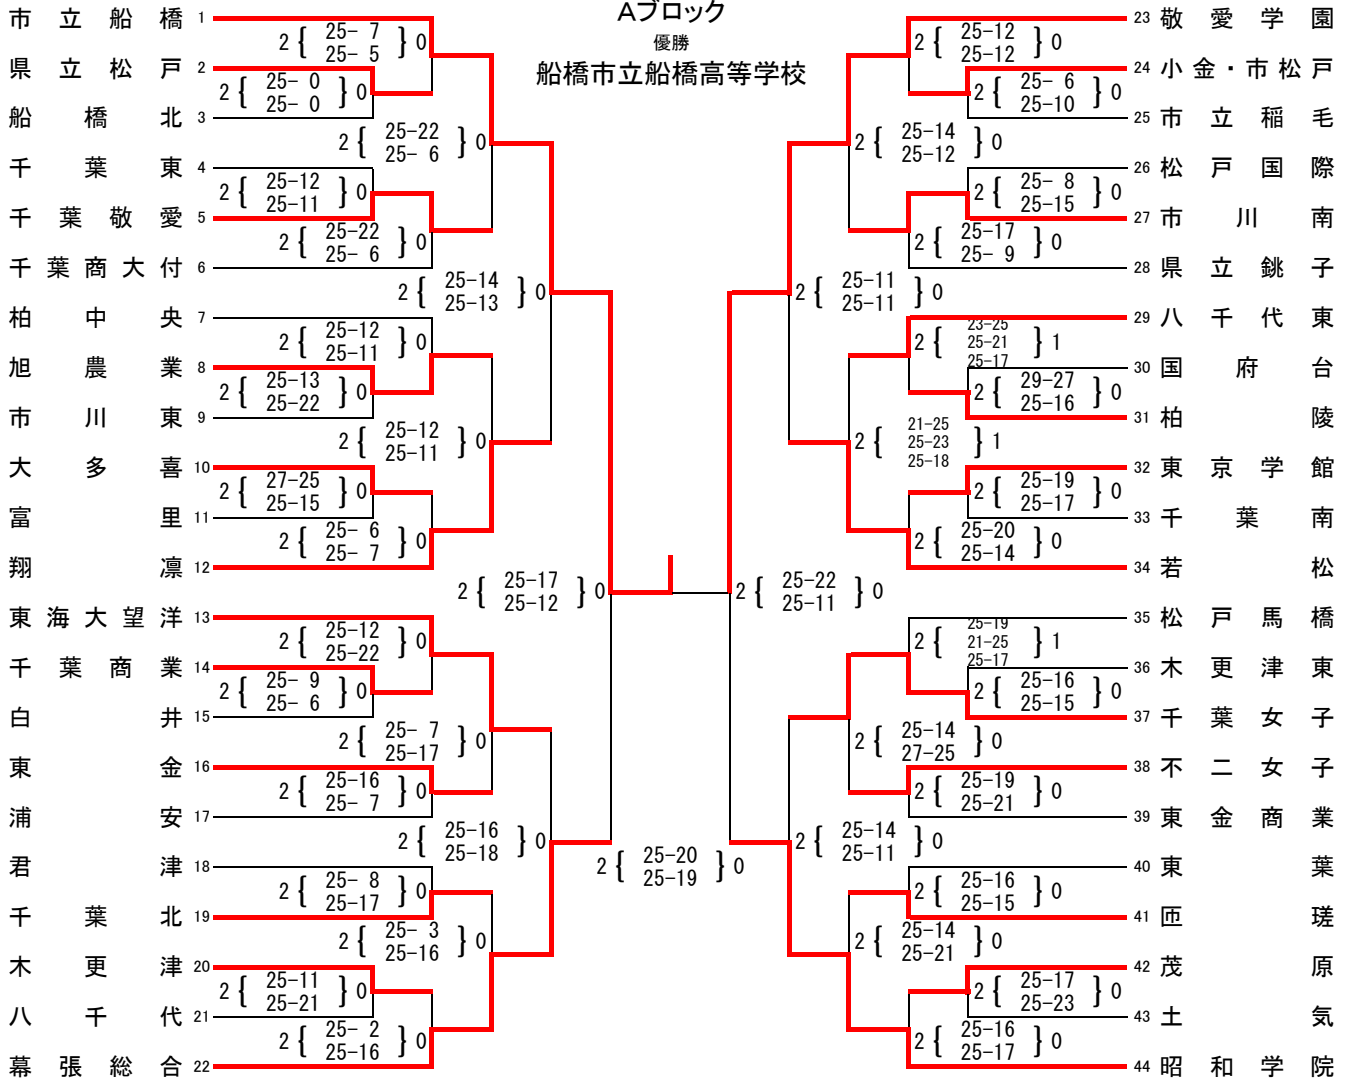 Aブロック
優勝
船橋市立船橋高等学校
市立船橋 1
2 { 25- 7 } 0
25- 5
県立松戸 2
2 { 25- 0 } 0
25- 0
船橋北 3
2 { 25-22 } 0
25- 6
千葉東 4
2 { 25-12 } 0
25-11
千葉敬愛 5
2 { 25-22 } 0
25- 6
千葉商大付 6
2 { 25-14 } 0
25-13
柏中央 7
2 { 25-12 } 0
25-11
旭農業 8
2 { 25-13 } 0
25-22
市川東 9
2 { 25-12 } 0
25-11
大多喜 10
2 { 27-25 } 0
25-15
富里 11
2 { 25- 6 } 0
25- 7
翔凛 12
2 { 25-17 } 0
25-12
東海大望洋 13
2 { 25-12 } 0
25-22
千葉商業 14
2 { 25- 9 } 0
25- 6
白井 15
2 { 25- 7 } 0
25-17
東金 16
2 { 25-16 } 0
25- 7
浦安 17
2 { 25-16 } 0
25-18
君津 18
2 { 25- 8 } 0
25-17
千葉北 19
2 { 25- 3 } 0
25-16
木更津 20
2 { 25-11 } 0
25-21
八千代 21
2 { 25- 2 } 0
25-16
幕張総合 22
2 { 25-20 } 0
25-19
23 敬愛学園
2 { 25-12 } 0
25-12
24 小金・市松戸
2 { 25- 6 } 0
25-10
25 市立稲毛
2 { 25-14 } 0
25-12
26 松戸国際
2 { 25- 8 } 0
25-15
27 市川南
2 { 25-17 } 0
25- 9
28 県立銚子
2 { 25-11 } 0
25-11
29 八千代東
23-25
2 { 25-21 } 1
25-17
30 国府台
2 { 29-27 } 0
25-16
31 柏陵
21-25
2 { 25-23 } 1
25-18
32 東京学館
2 { 25-19 } 0
25-17
33 千葉南
2 { 25-20 } 0
25-14
34 若松
2 { 25-22 } 0
25-11
35 松戸馬橋
25-19
2 { 21-25 } 1
25-17
36 木更津東
2 { 25-16 } 0
25-15
37 千葉女子
2 { 25-14 } 0
27-25
38 不二女子
2 { 25-19 } 0
25-21
39 東金商業
2 { 25-14 } 0
25-11
40 東葉
2 { 25-16 } 0
25-15
41 匝瑳
2 { 25-14 } 0
25-21
42 茂原
2 { 25-17 } 0
25-23
43 土気
2 { 25-16 } 0
25-17
44 昭和学院